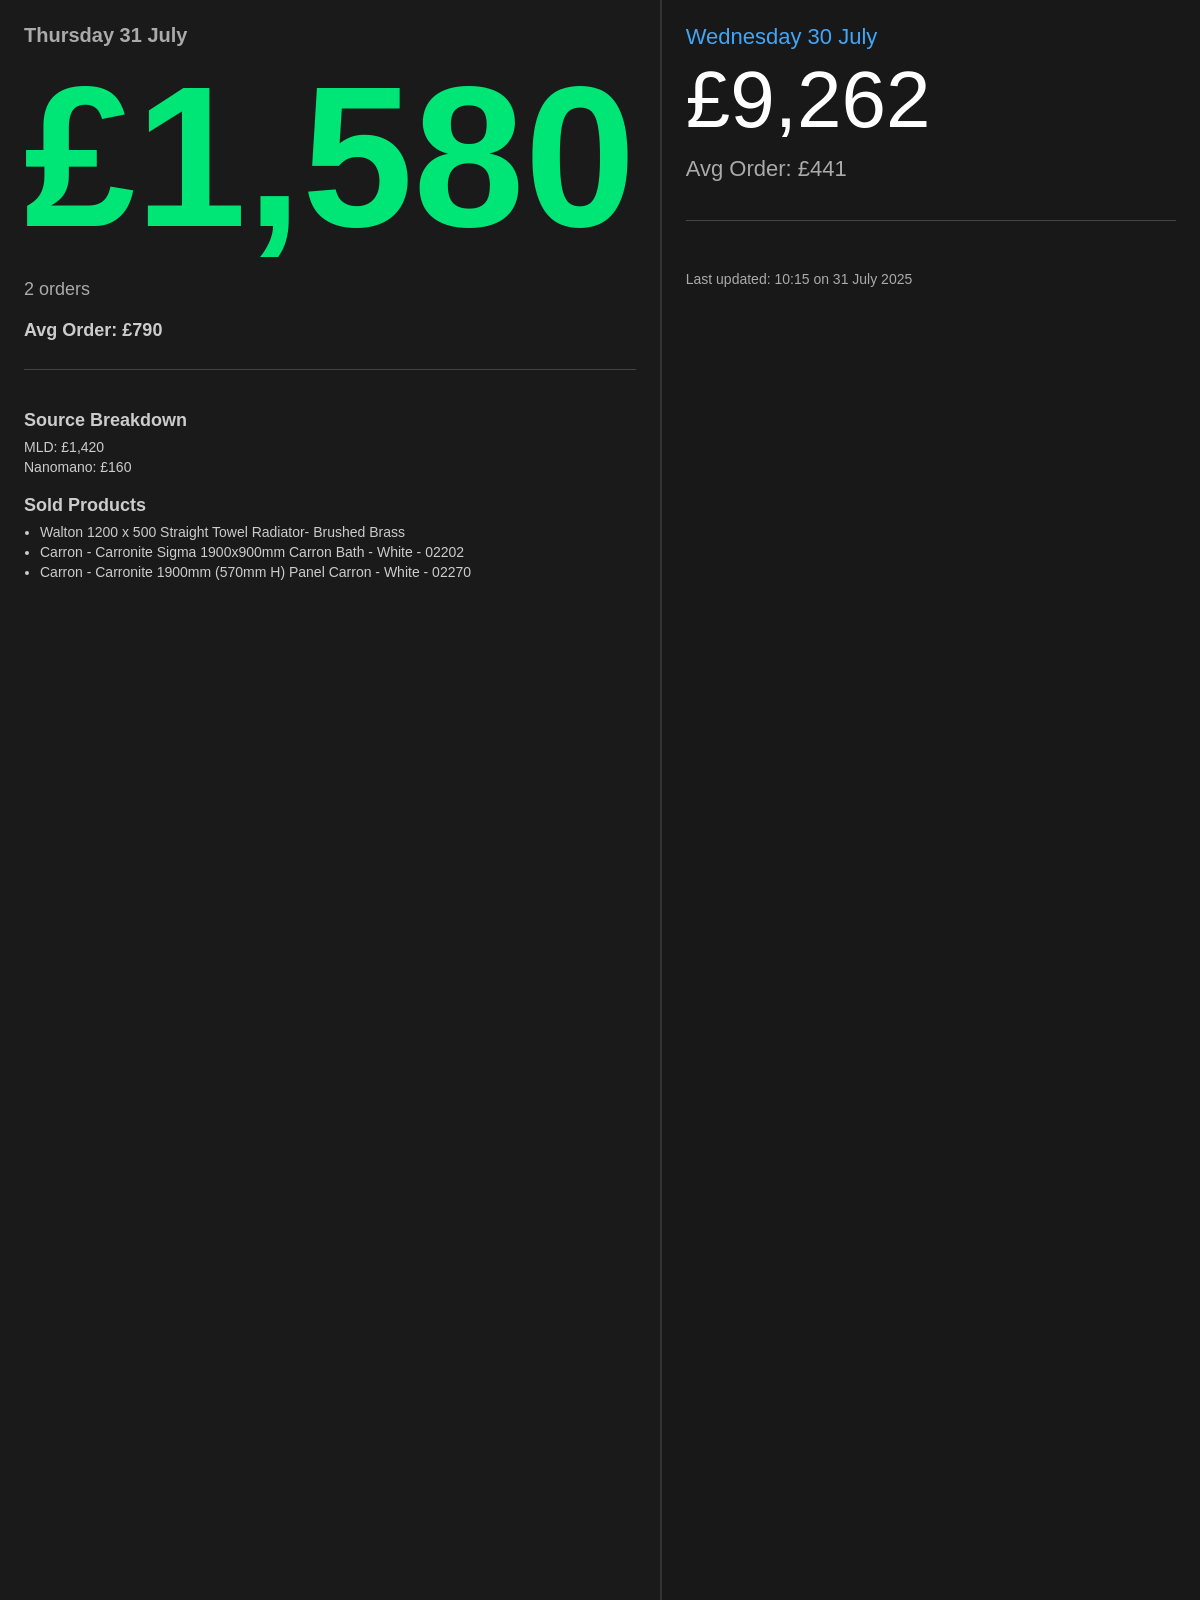 Thursday 31 July
£1,580
2 orders
Avg Order: £790
Source Breakdown
MLD: £1,420
Nanomano: £160
Sold Products
• Walton 1200 x 500 Straight Towel Radiator- Brushed Brass
• Carron - Carronite Sigma 1900x900mm Carron Bath - White - 02202
• Carron - Carronite 1900mm (570mm H) Panel Carron - White - 02270
Wednesday 30 July
£9,262
Avg Order: £441
Last updated: 10:15 on 31 July 2025